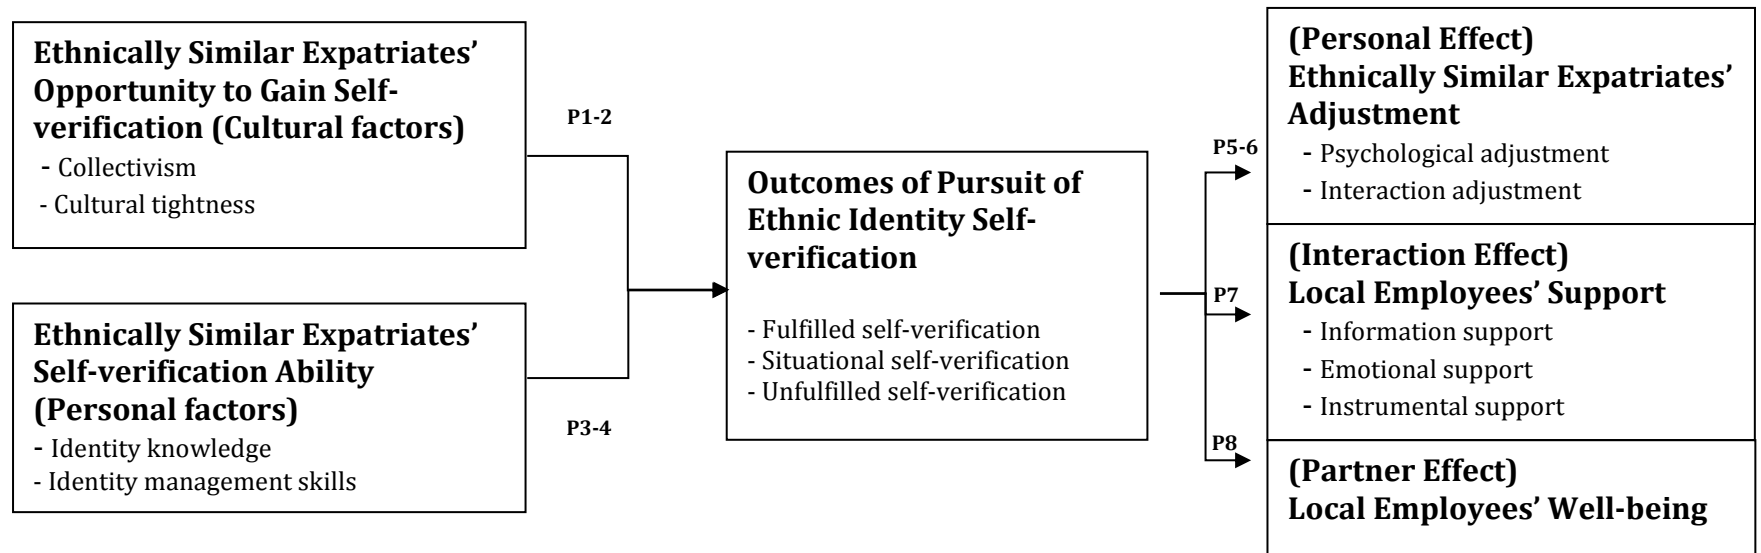 Ethnically Similar Expatriates’
Opportunity to Gain Self-
verification (Cultural factors)
- Collectivism
- Cultural tightness
P1-2
Ethnically Similar Expatriates’
Self-verification Ability
(Personal factors)
- Identity knowledge
- Identity management skills
P3-4
Outcomes of Pursuit of
Ethnic Identity Self-
verification
- Fulfilled self-verification
- Situational self-verification
- Unfulfilled self-verification
P5-6
(Personal Effect)
Ethnically Similar Expatriates’
Adjustment
- Psychological adjustment
- Interaction adjustment
P7
(Interaction Effect)
Local Employees’ Support
- Information support
- Emotional support
- Instrumental support
P8
(Partner Effect)
Local Employees’ Well-being